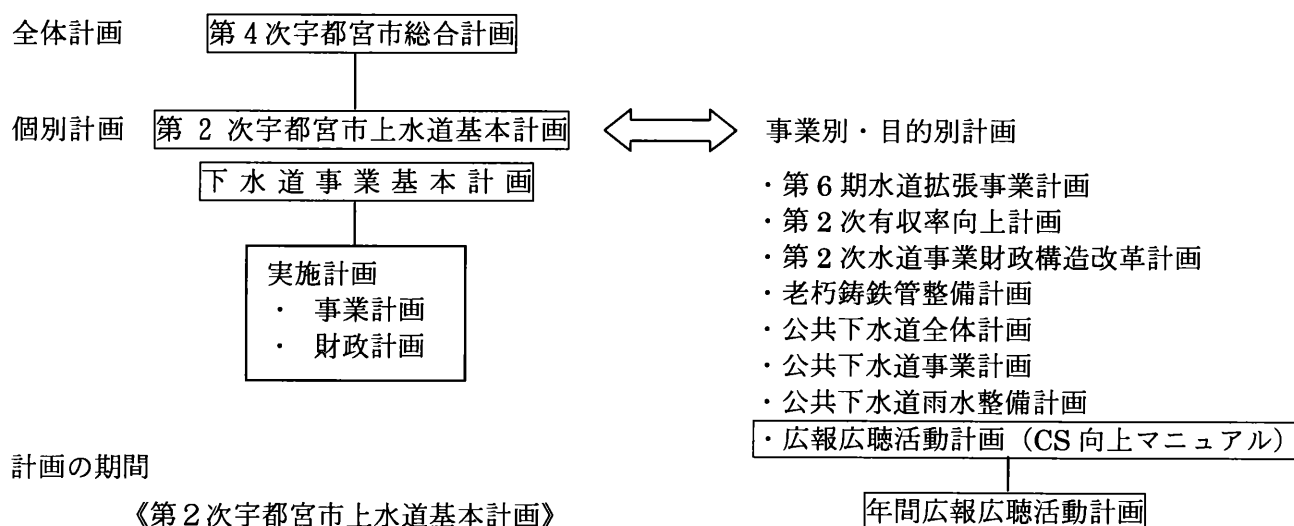 全体計画 第4次宇都宮市総合計画
個別計画 第2次宇都宮市上水道基本計画
下水道事業基本計画
実施計画
・ 事業計画
・ 財政計画
事業別・目的別計画
・第6期水道拡張事業計画
・第2次有収率向上計画
・第2次水道事業財政構造改革計画
・老朽鋳鉄管整備計画
・公共下水道全体計画
・公共下水道事業計画
・公共下水道雨水整備計画
・広報広聴活動計画（CS向上マニュアル）
年間広報広聴活動計画
計画の期間
《第2次宇都宮市上水道基本計画》